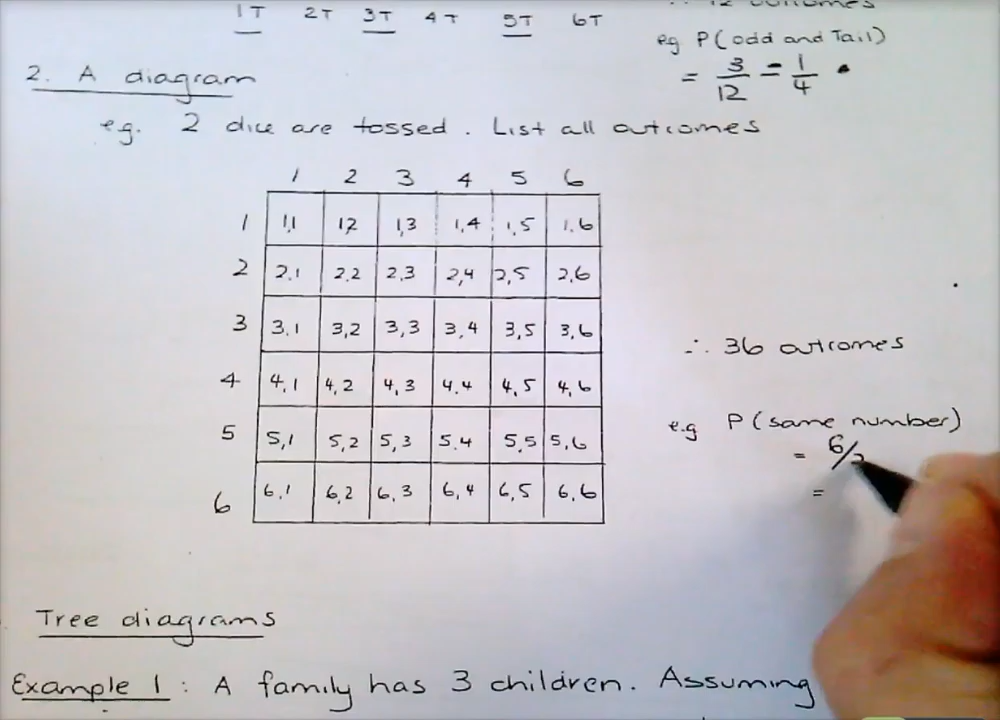 1T 2T 3T 4T 5T 6T
∴ 12 outcomes
eg P(odd and Tail)
= 3/12 = 1/4
2. A diagram
eg. 2 dice are tossed. List all outcomes
1 2 3 4 5 6
1 1,1 1,2 1,3 1,4 1,5 1,6
2 2,1 2,2 2,3 2,4 2,5 2,6
3 3,1 3,2 3,3 3,4 3,5 3,6
4 4,1 4,2 4,3 4,4 4,5 4,6
5 5,1 5,2 5,3 5,4 5,5 5,6
6 6,1 6,2 6,3 6,4 6,5 6,6
∴ 36 outcomes
e.g P(same number)
= 6/
=
Tree diagrams
Example 1: A family has 3 children. Assuming